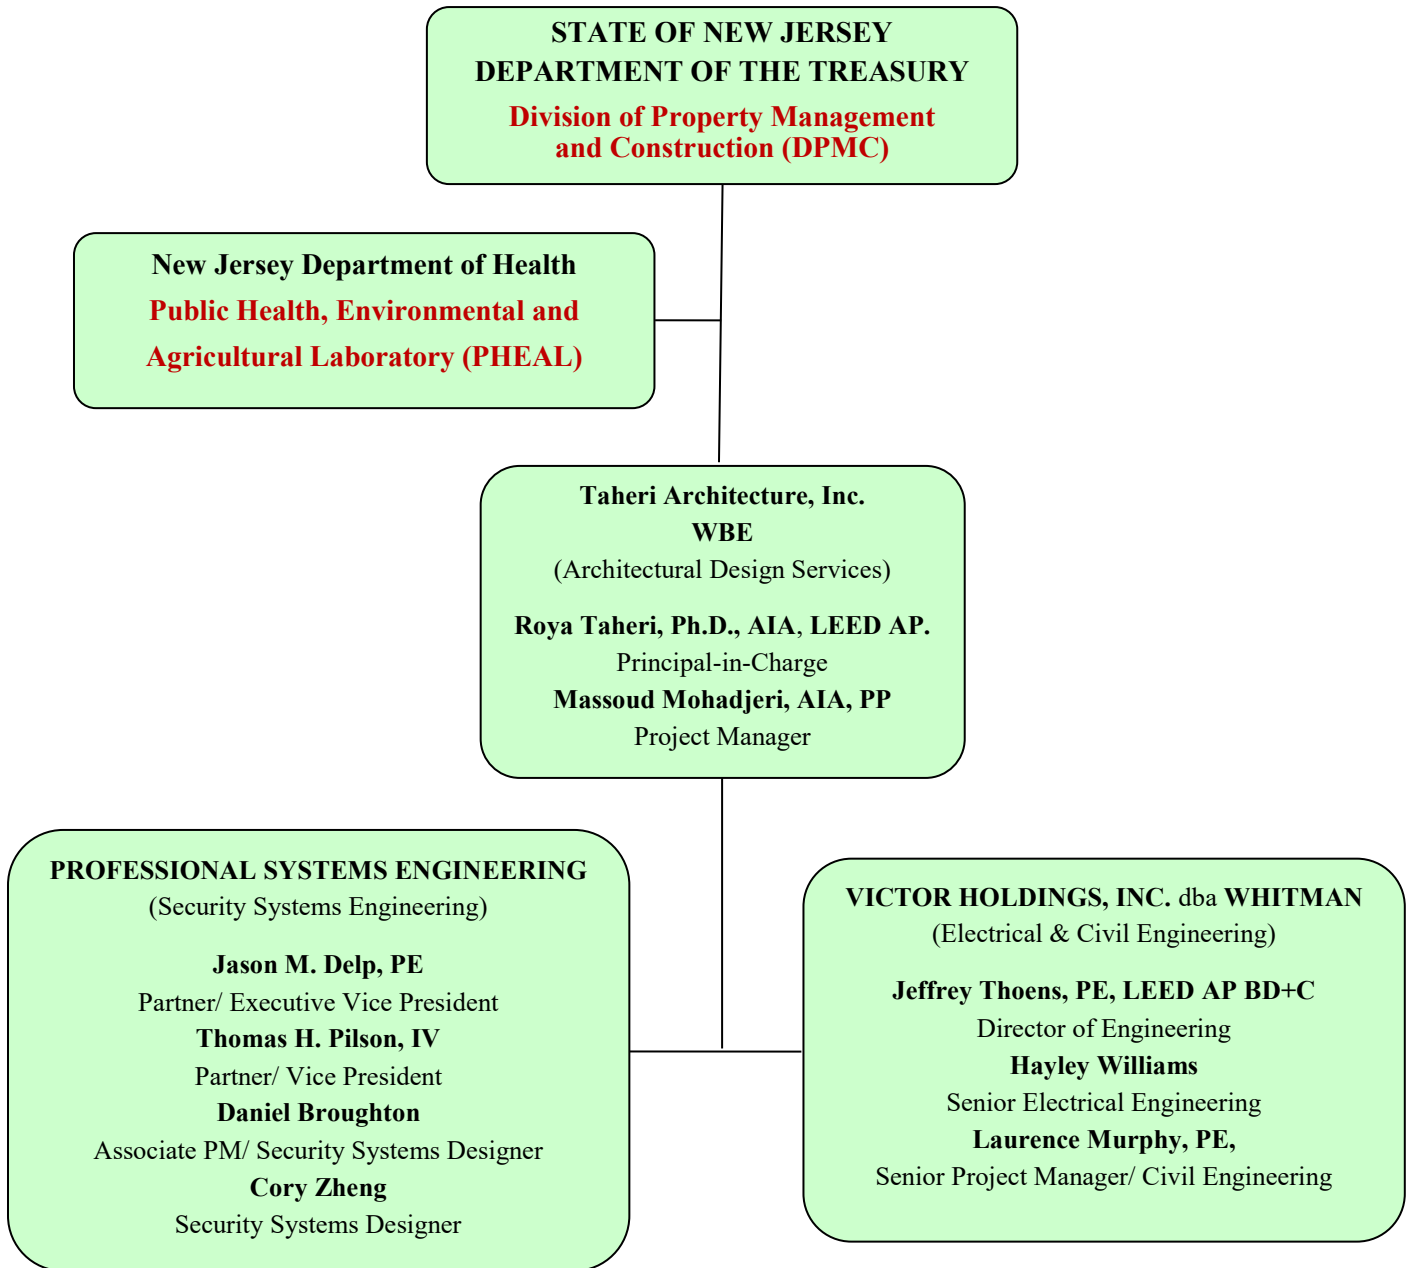 STATE OF NEW JERSEY
DEPARTMENT OF THE TREASURY
Division of Property Management
and Construction (DPMC)
New Jersey Department of Health
Public Health, Environmental and
Agricultural Laboratory (PHEAL)
Taheri Architecture, Inc.
WBE
(Architectural Design Services)
Roya Taheri, Ph.D., AIA, LEED AP.
Principal-in-Charge
Massoud Mohadjeri, AIA, PP
Project Manager
PROFESSIONAL SYSTEMS ENGINEERING
(Security Systems Engineering)
Jason M. Delp, PE
Partner/ Executive Vice President
Thomas H. Pilson, IV
Partner/ Vice President
Daniel Broughton
Associate PM/ Security Systems Designer
Cory Zheng
Security Systems Designer
VICTOR HOLDINGS, INC. dba WHITMAN
(Electrical & Civil Engineering)
Jeffrey Thoens, PE, LEED AP BD+C
Director of Engineering
Hayley Williams
Senior Electrical Engineering
Laurence Murphy, PE,
Senior Project Manager/ Civil Engineering